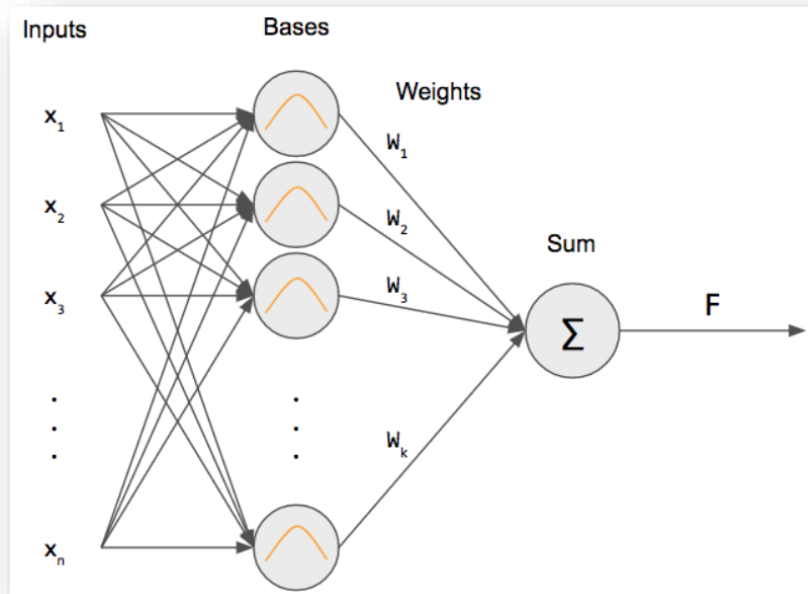 Inputs
Bases
Weights
x₁
W₁
x₂
W₂
Sum
x₃
W₃
Σ
F
.
.
.
.
.
.
Wₖ
xₙ